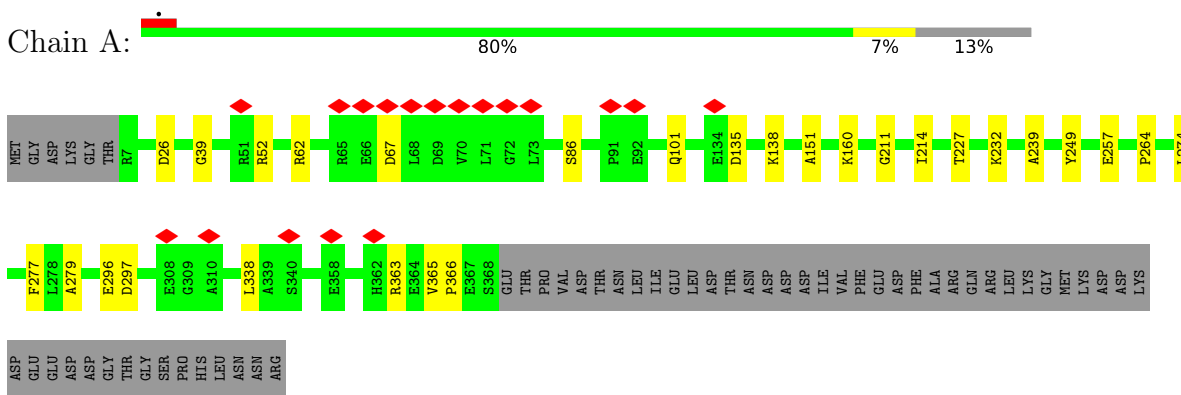 Chain A:
80% 7% 13%
MET GLY ASP LYS GLY THR R7 D26 G39 R51 R52 R62 R65 E66 D67 L68 D69 V70 L71 G72 L73 S86 P91 E92 Q101 E134 D135 K138 A151 K160 G211 I214 T227 K232 A239 Y249 E257 P264
F277 L278 A279 E296 D297 E308 G309 A310 L338 A339 S340 E358 H362 R363 E364 V365 P366 E367 S368 GLU THR PRO VAL ASP THR ASN LEU ILE GLU LEU ASP THR ASN ASP ASP ASP ILE VAL PHE GLU ASP PHE ALA ARG GLN ARG LEU LYS GLY MET LYS ASP ASP LYS
ASP GLU GLU ASP ASP GLY THR GLY SER PRO HIS LEU ASN ASN ARG